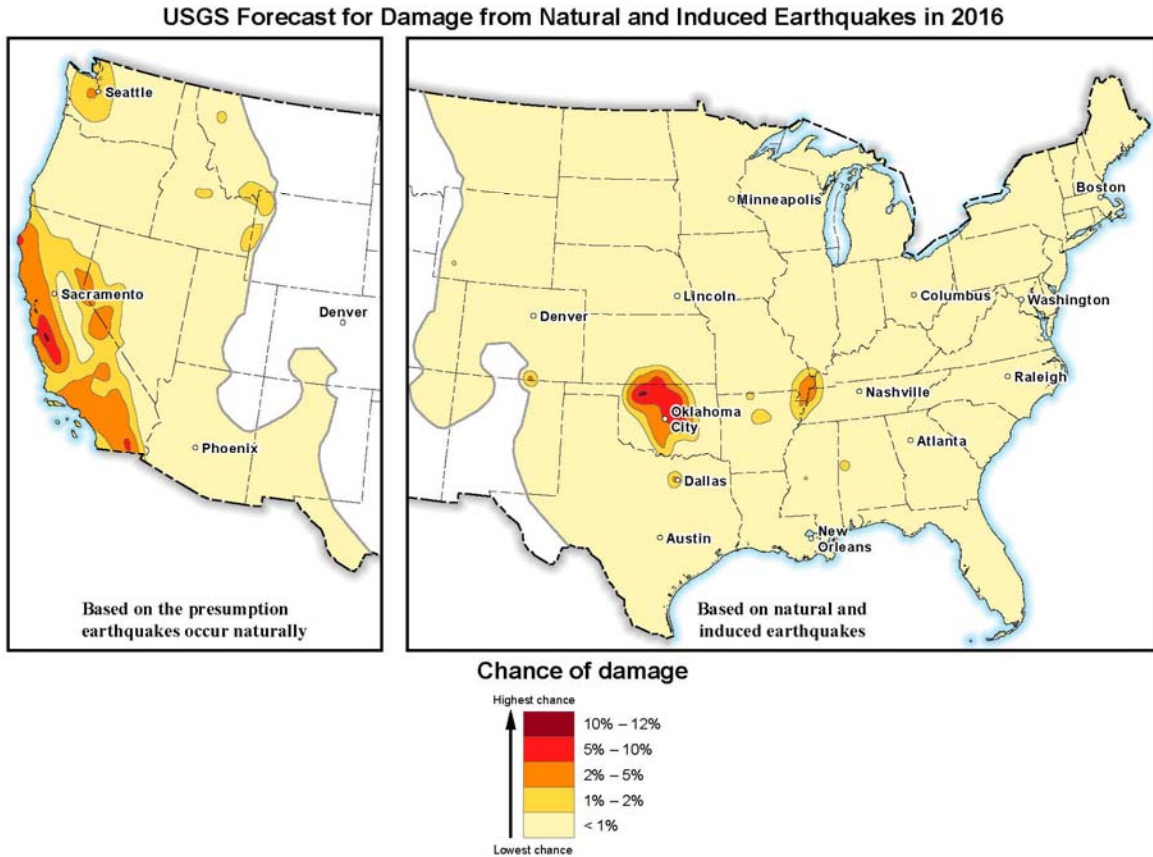 USGS Forecast for Damage from Natural and Induced Earthquakes in 2016
Seattle
Sacramento
Denver
Phoenix
Based on the presumption
earthquakes occur naturally
Minneapolis
Boston
Lincoln
Columbus
Washington
Denver
Raleigh
Nashville
Oklahoma
City
Atlanta
Dallas
Austin
New
Orleans
Based on natural and
induced earthquakes
Chance of damage
Highest chance
10% – 12%
5% – 10%
2% – 5%
1% – 2%
< 1%
Lowest chance